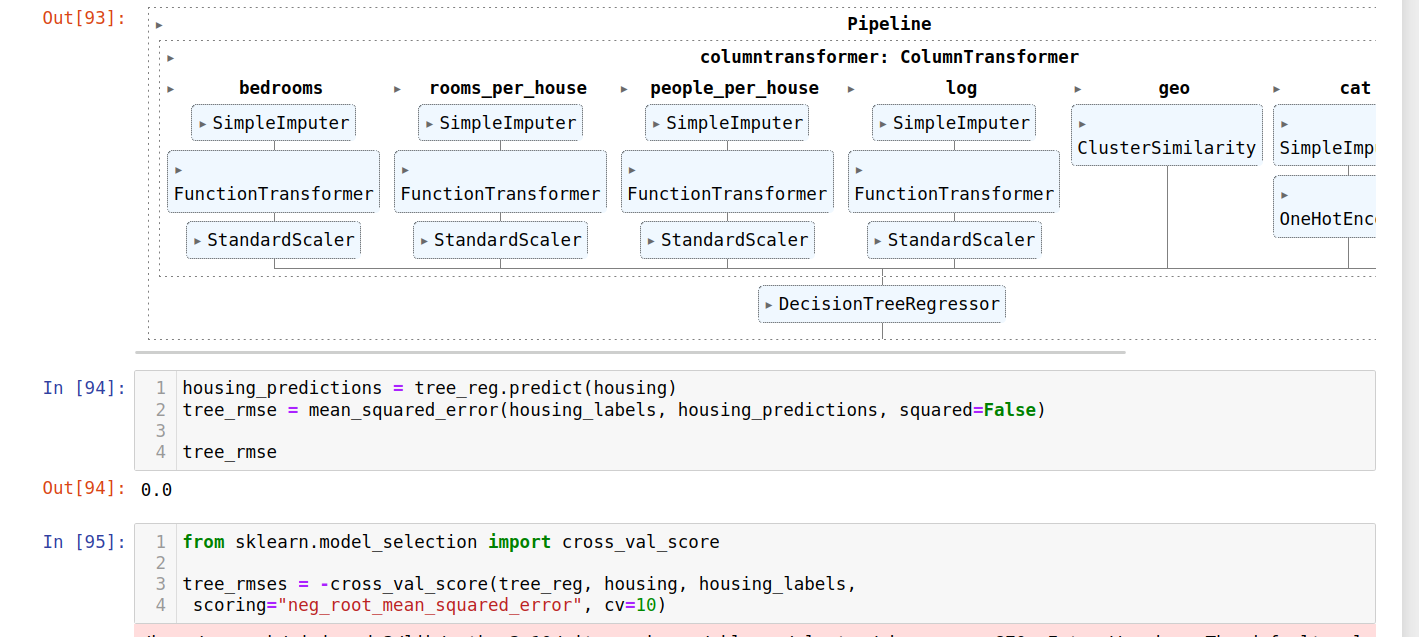 Out[93]:
Pipeline
columntransformer: ColumnTransformer
bedrooms rooms_per_house people_per_house log geo cat
SimpleImputer SimpleImputer SimpleImputer SimpleImputer ClusterSimilarity SimpleImp
FunctionTransformer FunctionTransformer FunctionTransformer FunctionTransformer OneHotEnc
StandardScaler StandardScaler StandardScaler StandardScaler
DecisionTreeRegressor
In [94]:
1 housing_predictions = tree_reg.predict(housing)
2 tree_rmse = mean_squared_error(housing_labels, housing_predictions, squared=False)
3
4 tree_rmse
Out[94]: 0.0
In [95]:
1 from sklearn.model_selection import cross_val_score
2
3 tree_rmses = -cross_val_score(tree_reg, housing, housing_labels,
4 scoring="neg_root_mean_squared_error", cv=10)